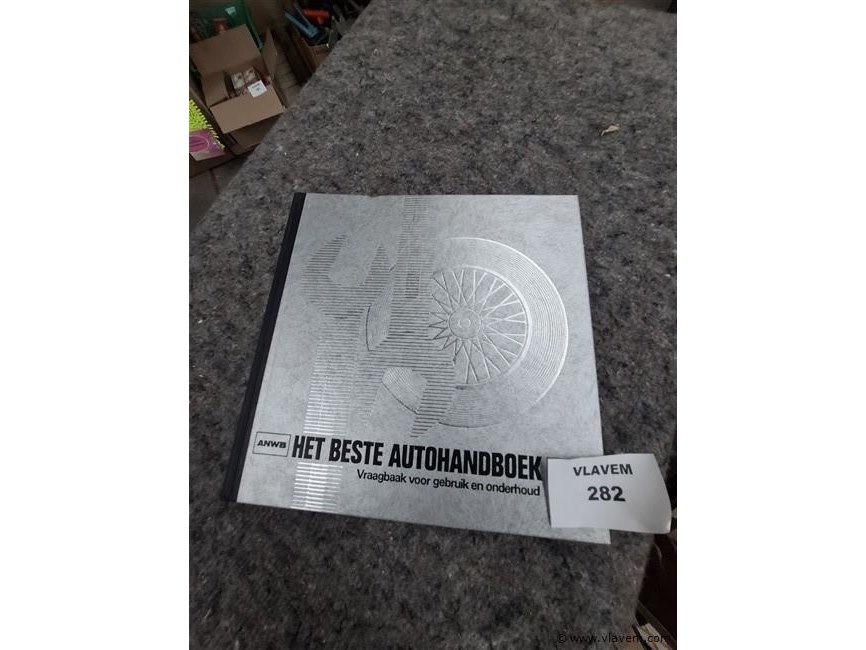 ANWB
HET BESTE AUTOHANDBOEK
Vraagbaak voor gebruik en onderhoud
VLAVEM
282
© www.vlavem.com